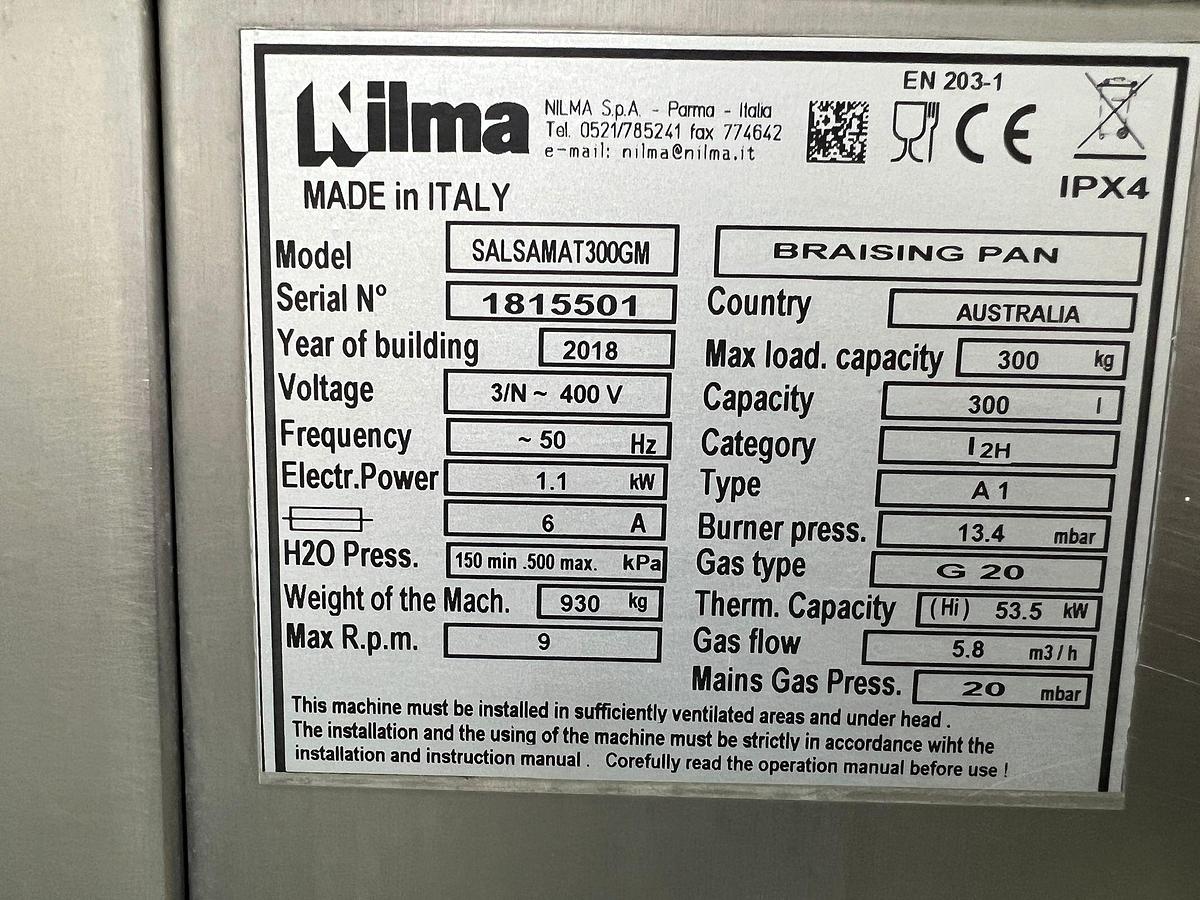 Nilma
NILMA S.p.A. - Parma - Italia
Tel. 0521/785241 fax 774642
e-mail: nilma@nilma.it
EN 203-1
CE
IPX4
MADE in ITALY
Model SALSAMAT300GM
BRAISING PAN
Serial Nº 1815501
Country AUSTRALIA
Year of building 2018
Max load. capacity 300 kg
Voltage 3/N ~ 400 V
Capacity 300 l
Frequency ~ 50 Hz
Category I2H
Electr.Power 1.1 kW
Type A 1
6 A
Burner press. 13.4 mbar
H2O Press. 150 min .500 max. kPa
Gas type G 20
Weight of the Mach. 930 kg
Therm. Capacity (Hi) 53.5 kW
Max R.p.m. 9
Gas flow 5.8 m3/h
Mains Gas Press. 20 mbar
This machine must be installed in sufficiently ventilated areas and under head .
The installation and the using of the machine must be strictly in accordance wiht the
installation and instruction manual . Corefully read the operation manual before use !